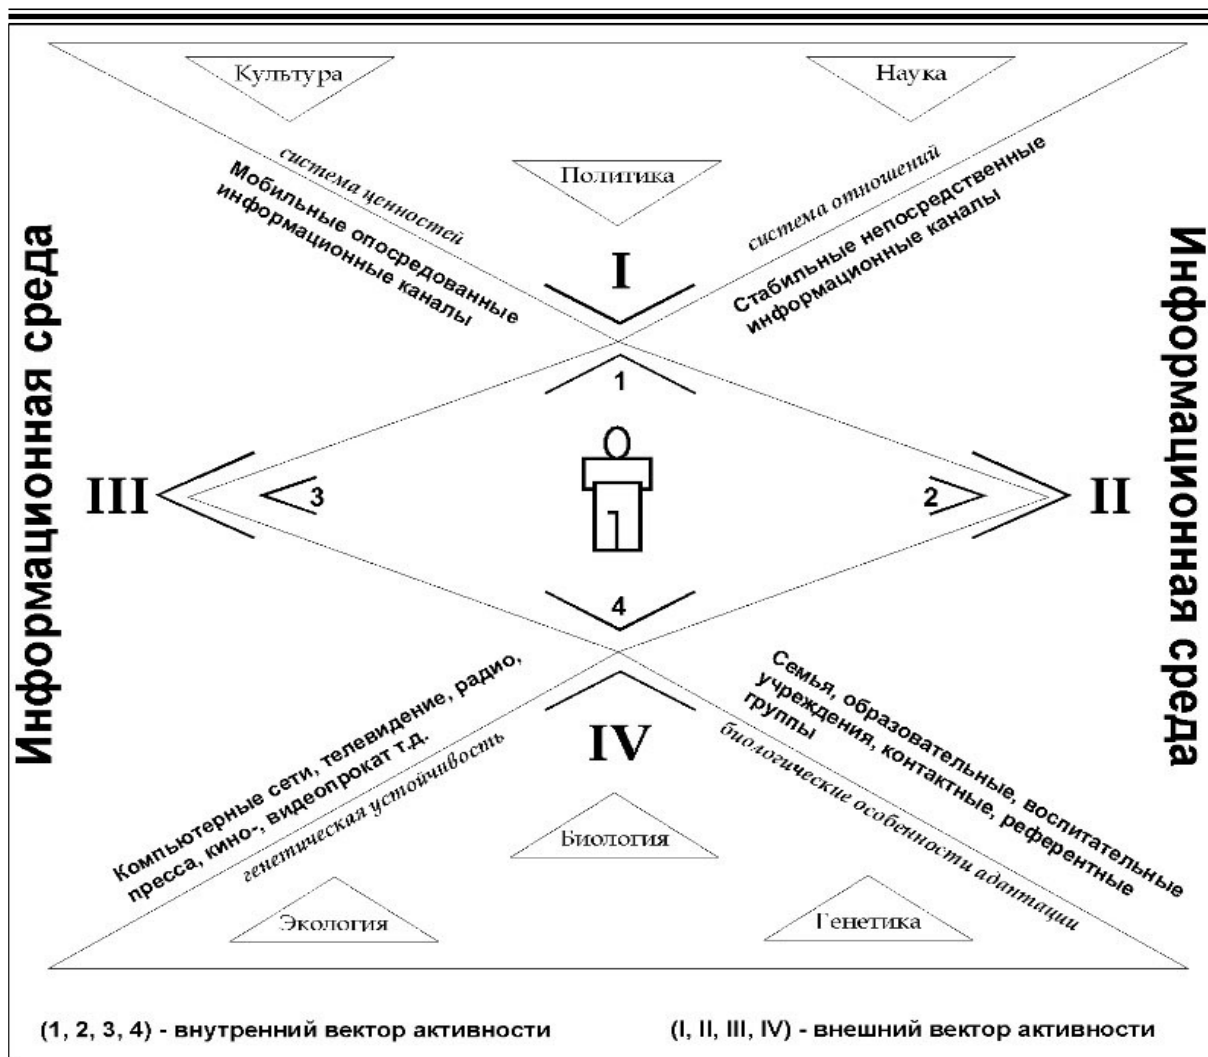 Культура
Наука
Политика
система ценностей
Мобильные опосредованные
информационные каналы
система отношений
Стабильные непосредственные
информационные каналы
I
1
Информационная среда
Информационная среда
III
3
2
II
4
IV
Компьютерные сети, телевидение, радио,
пресса, кино-, видеопрокат т.д.
генетическая устойчивость
Семья, образовательные, воспитательные
учреждения, контактные, референтные
группы
биологические особенности адаптации
Биология
Экология
Генетика
(1, 2, 3, 4) - внутренний вектор активности
(I, II, III, IV) - внешний вектор активности